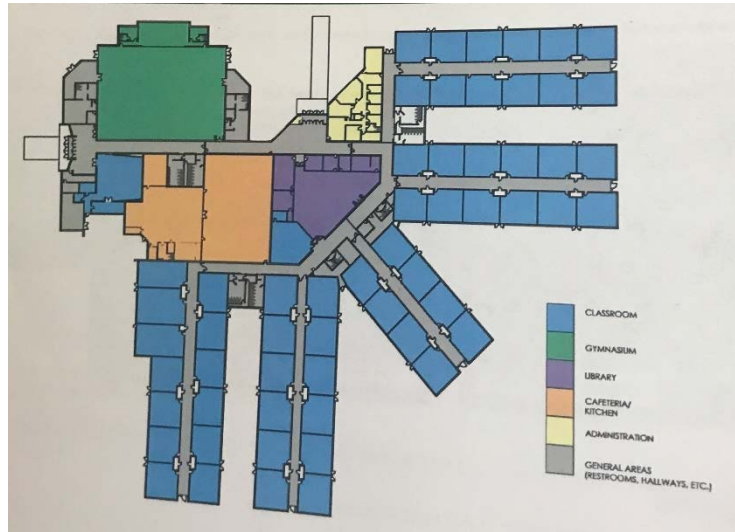 CLASSROOM
GYMNASIUM
LIBRARY
CAFETERIA/
KITCHEN
ADMINISTRATION
GENERAL AREAS
(RESTROOMS, HALLWAYS, ETC.)